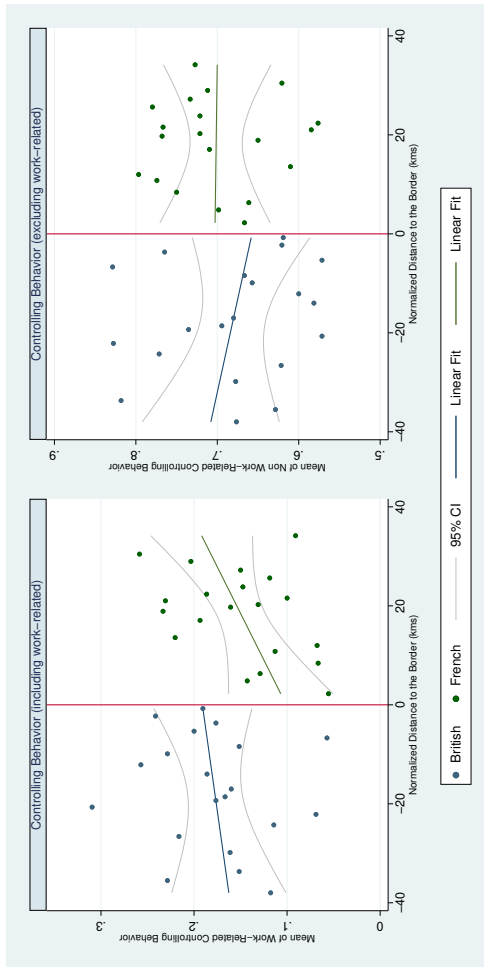 Controlling Behavior (including work−related)
Mean of Work−Related Controlling Behavior
.3
.2
.1
0
−40
−20
0
20
40
Normalized Distance to the Border (kms)
Controlling Behavior (excluding work−related)
Mean of Non Work−Related Controlling Behavior
.9
.8
.7
.6
.5
−40
−20
0
20
40
Normalized Distance to the Border (kms)
British
French
95% CI
Linear Fit
Linear Fit